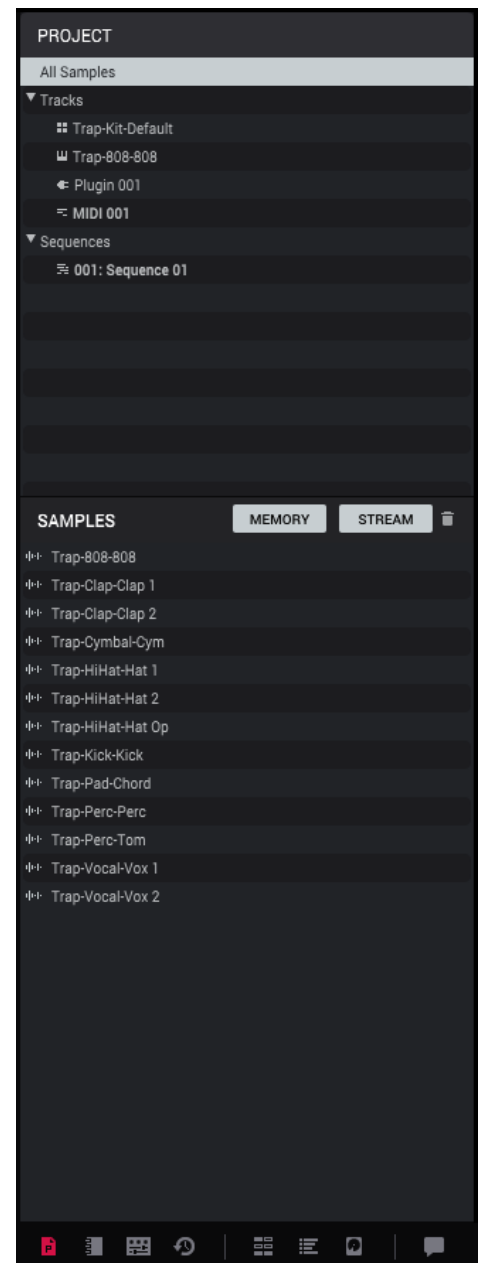 PROJECT
All Samples
Tracks
Trap-Kit-Default
Trap-808-808
Plugin 001
MIDI 001
Sequences
001: Sequence 01
SAMPLES MEMORY STREAM
Trap-808-808
Trap-Clap-Clap 1
Trap-Clap-Clap 2
Trap-Cymbal-Cym
Trap-HiHat-Hat 1
Trap-HiHat-Hat 2
Trap-HiHat-Hat Op
Trap-Kick-Kick
Trap-Pad-Chord
Trap-Perc-Perc
Trap-Perc-Tom
Trap-Vocal-Vox 1
Trap-Vocal-Vox 2
P